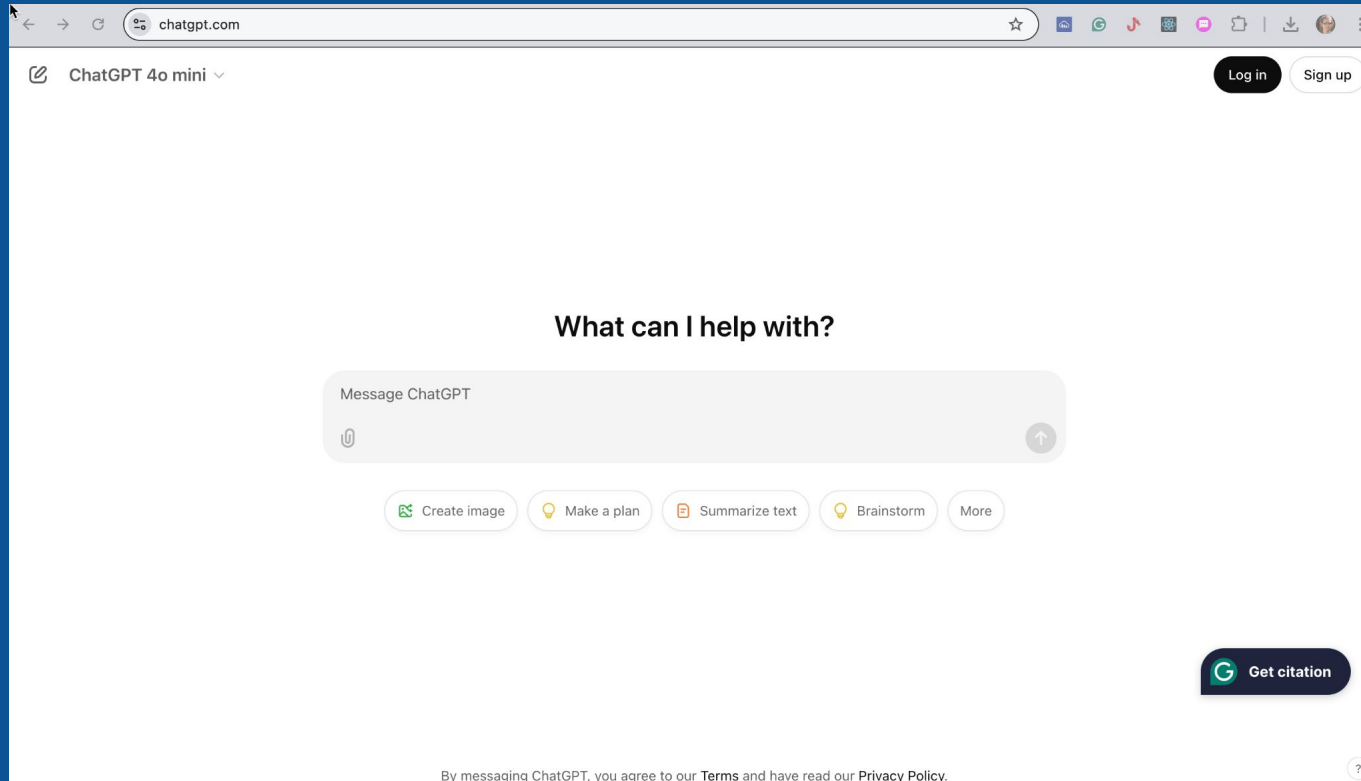 chatgpt.com
ChatGPT 4o mini
Log in
Sign up
What can I help with?
Message ChatGPT
Create image
Make a plan
Summarize text
Brainstorm
More
G Get citation
By messaging ChatGPT, you agree to our Terms and have read our Privacy Policy.
?